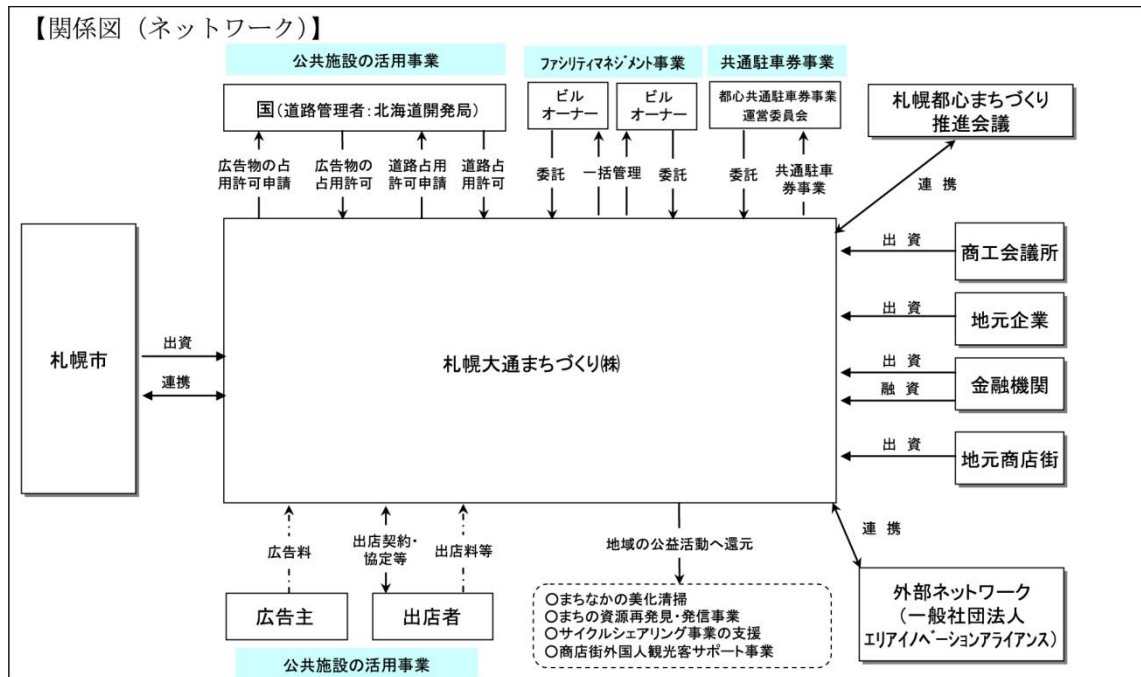 【関係図（ネットワーク）】
公共施設の活用事業
ファシリティマネジメント事業
共通駐車券事業
国(道路管理者：北海道開発局)
ビル
オーナー
ビル
オーナー
都心共通駐車券事業
運営委員会
札幌都心まちづくり
推進会議
広告物の占
用許可申請
広告物の
占用許可
道路占用
許可申請
道路占
用許可
委託
一括管理
委託
委託
共通駐車
券事業
連 携
札幌市
出資
連携
札幌大通まちづくり㈱
出 資
商工会議所
出 資
地元企業
出 資
融 資
金融機関
出 資
地元商店街
広告料
出店契約・
協定等
出店料等
地域の公益活動へ還元
連 携
広告主
出店者
公共施設の活用事業
○まちなかの美化清掃
○まちの資源再発見・発信事業
○サイクルシェアリング事業の支援
○商店街外国人観光客サポート事業
外部ネットワーク
(一般社団法人
エリアイノベーションアライアンス)